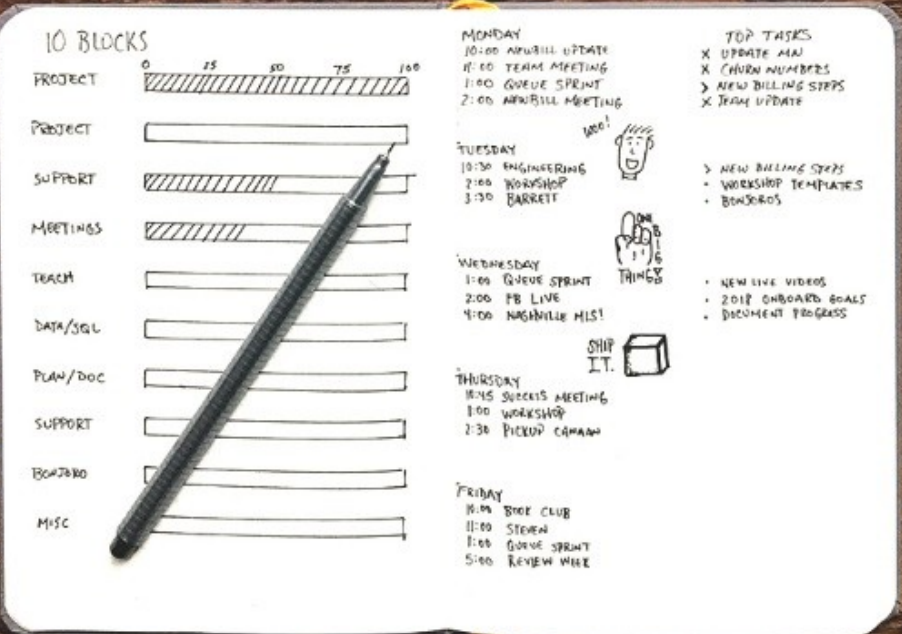 10 BLOCKS
0 25 50 75 100
PROJECT
PROJECT
SUPPORT
MEETINGS
TEACH
DATA/SQL
PLAN/DOC
SUPPORT
BONJORO
MISC
MONDAY
10:00 NEWBILL UPDATE
11:00 TEAM MEETING
1:00 QUEUE SPRINT
2:00 NEWBILL MEETING
WOO!
TUESDAY
10:30 ENGINEERING
2:00 WORKSHOP
3:30 BARRETT
ONE
BIG
THING
WEDNESDAY
1:00 QUEUE SPRINT
2:00 FB LIVE
4:00 NASHVILLE MLS!
SHIP
IT.
THURSDAY
10:45 SUCCESS MEETING
1:00 WORKSHOP
2:30 PICKUP
FRIDAY
10:00 BOOK CLUB
11:00 STEVEN
1:00 QUEUE SPRINT
5:00 REVIEW WEEK
TOP TASKS
X UPDATE MN
X CHURN NUMBERS
> NEW BILLING STEPS
X TEAM UPDATE
> NEW BILLING STEPS
• WORKSHOP TEMPLATES
• BONJOROS
• NEW LIVE VIDEOS
• 2018 ONBOARD GOALS
• DOCUMENT PROGRESS